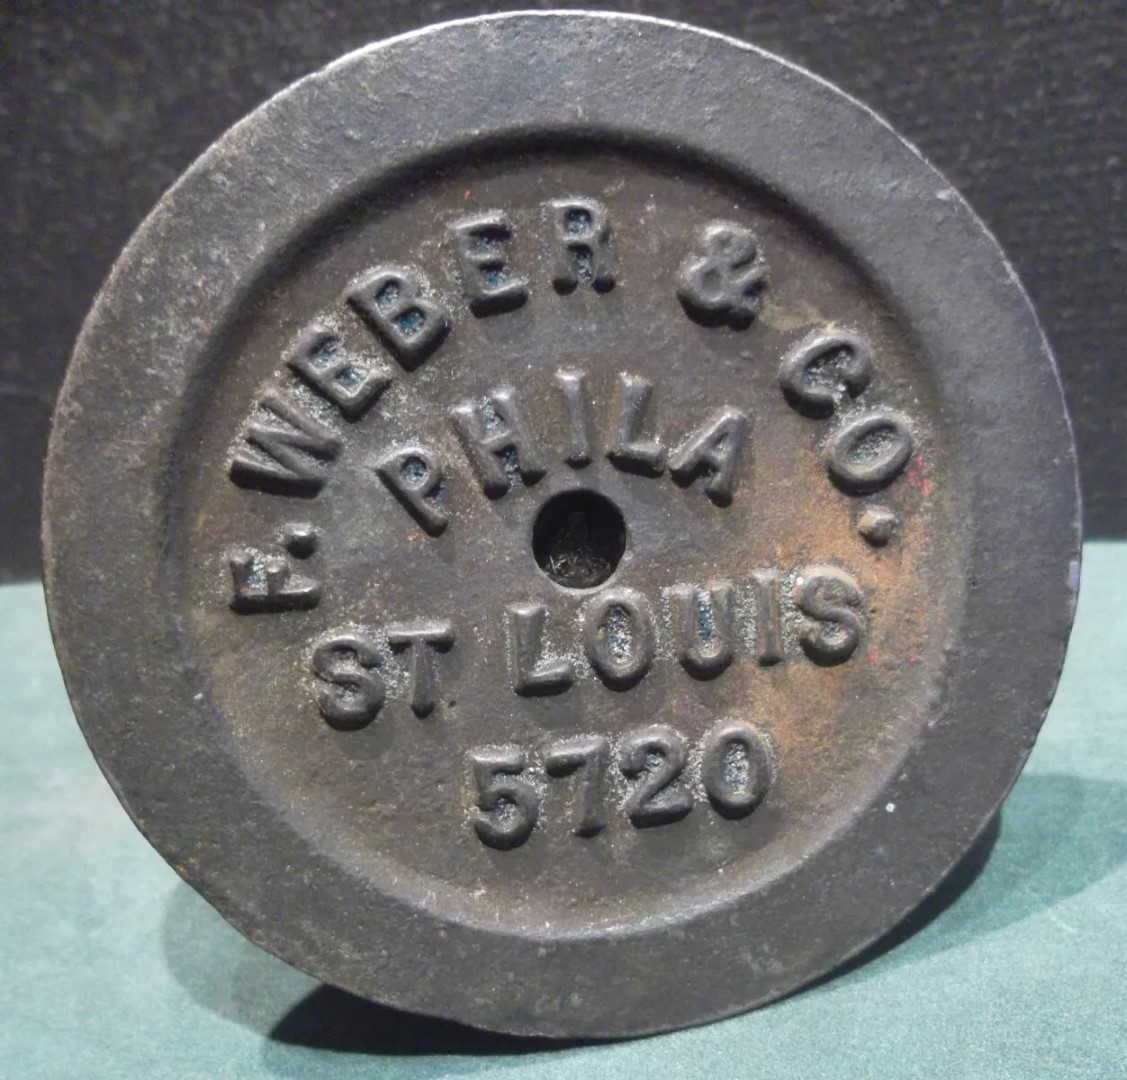 F. WEBER & CO.
PHILA
ST LOUIS
5720